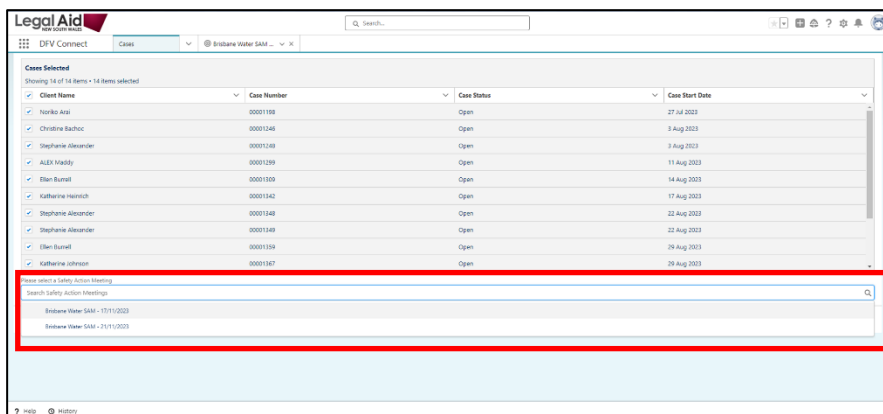 Legal Aid
NEW SOUTH WALES
Search...
DFV Connect
Cases
Brisbane Water SAM ...
Cases Selected
Showing 14 of 14 items • 14 items selected
Client Name Case Number Case Status Case Start Date
Noriko Arai 00001198 Open 27 Jul 2023
Christine Bachoc 00001246 Open 3 Aug 2023
Stephanie Alexander 00001248 Open 3 Aug 2023
ALEX Maddy 00001299 Open 11 Aug 2023
Ellen Burrell 00001309 Open 14 Aug 2023
Katherine Heinrich 00001342 Open 17 Aug 2023
Stephanie Alexander 00001348 Open 22 Aug 2023
Stephanie Alexander 00001349 Open 22 Aug 2023
Ellen Burrell 00001359 Open 29 Aug 2023
Katherine Johnson 00001367 Open 29 Aug 2023
Please select a Safety Action Meeting
Search Safety Action Meetings
Brisbane Water SAM - 17/11/2023
Brisbane Water SAM - 21/11/2023
? Help History